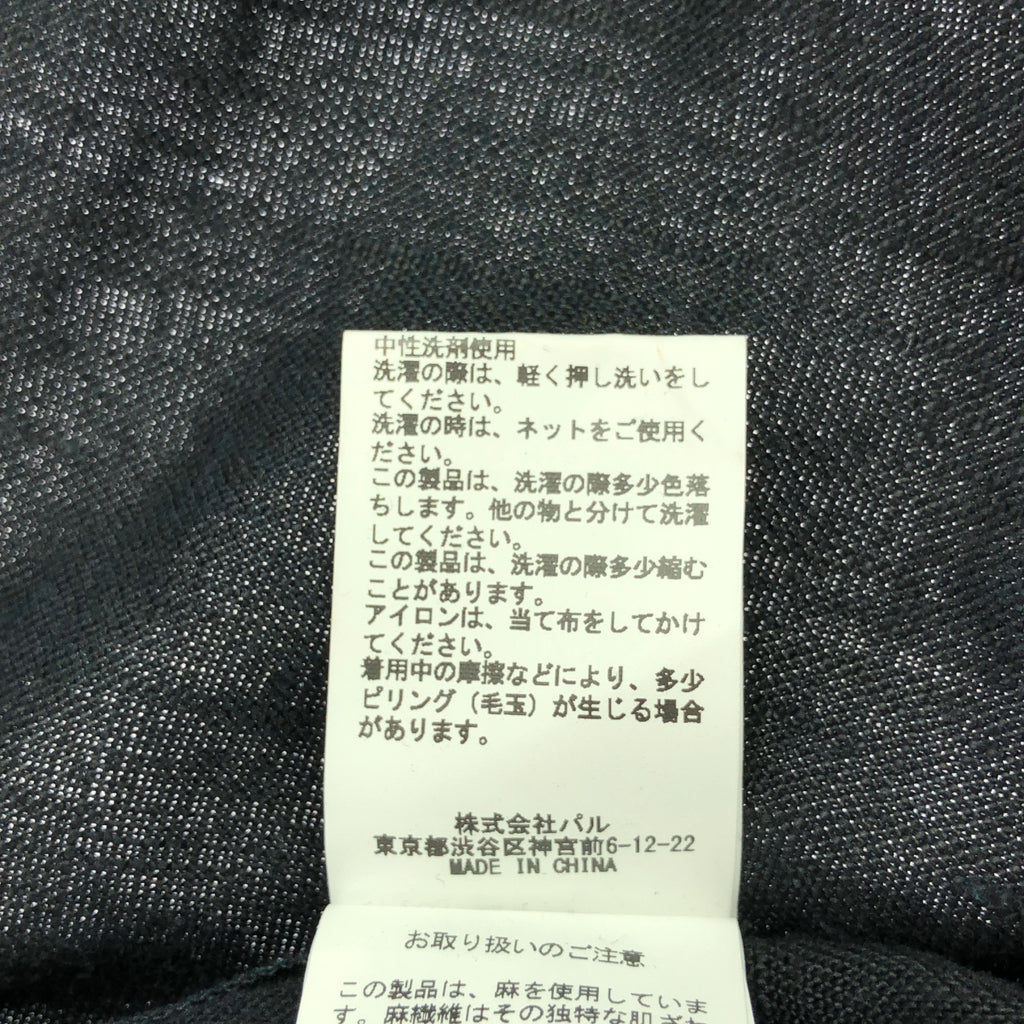 中性洗剤使用
洗濯の際は、軽く押し洗いをし
てください。
洗濯の時は、ネットをご使用く
ださい。
この製品は、洗濯の際多少色落
ちします。他の物と分けて洗濯
してください。
この製品は、洗濯の際多少縮む
ことがあります。
アイロンは、当て布をしてかけ
てください。
着用中の摩擦などにより、多少
ピリング（毛玉）が生じる場合
があります。
株式会社パル
東京都渋谷区神宮前6-12-22
MADE IN CHINA
お取り扱いのご注意
この製品は、麻を使用していま
す。麻繊維はその独特な肌ざわ